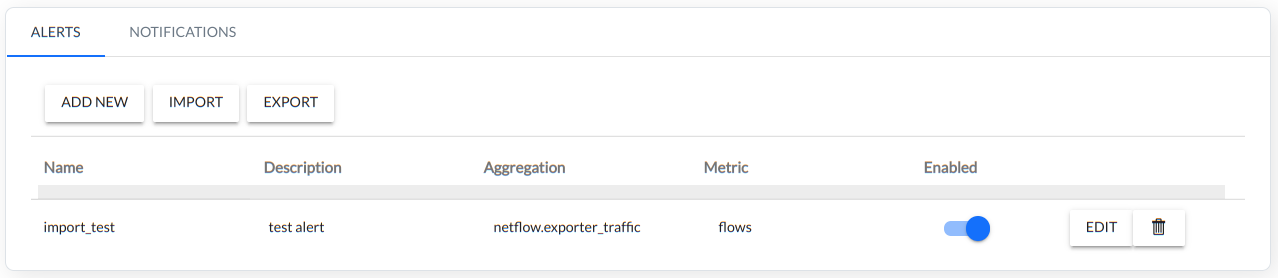 ALERTS NOTIFICATIONS
ADD NEW IMPORT EXPORT
Name Description Aggregation Metric Enabled
import_test test alert netflow.exporter_traffic flows EDIT